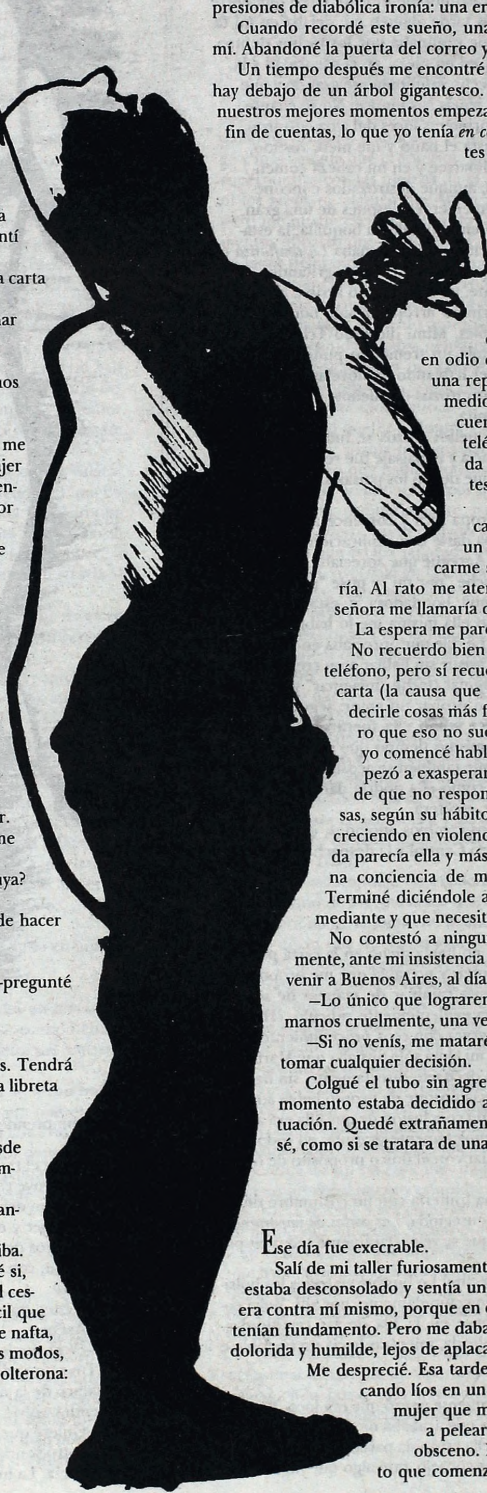 a
ntí
a carta
ar
nos
me
jer
en-
or
e
r.
ne
uya?
de hacer
-pregunté
s. Tendrá
a libreta
sde
m-
an-
iba.
é si,
l ces-
cil que
e nafta,
s modos,
olterona:
presiones de diabólica ironía: una er
Cuando recordé este sueño, una
mí. Abandoné la puerta del correo y
Un tiempo después me encontré
hay debajo de un árbol gigantesco.
nuestros mejores momentos empeza
fin de cuentas, lo que yo tenía en c
tes
en odio
una rep
medic
cuer
telé
da
tes
ca
un
carme
ría. Al rato me ate
señora me llamaría
La espera me pare
No recuerdo bien
teléfono, pero sí recue
carta (la causa que
decirle cosas más f
ro que eso no suc
yo comencé habl
pezó a exasperar
de que no respon
sas, según su hábito
creciendo en violenc
da parecía ella y más
na conciencia de m
Terminé diciéndole a
mediante y que necesit
No contestó a ningu
mente, ante mi insistencia
venir a Buenos Aires, al día
—Lo único que lograrem
marnos cruelmente, una ve
—Si no venís, me mataré
tomar cualquier decisión.
Colgué el tubo sin agre
momento estaba decidido a
tuación. Quedé extrañamen
sé, como si se tratara de una
Ese día fue execrable.
Salí de mi taller furiosament
estaba desconsolado y sentía un
era contra mí mismo, porque en
tenían fundamento. Pero me daba
dolorida y humilde, lejos de aplaca
Me desprecié. Esa tarde
cando líos en un
mujer que m
a pelear
obsceno.
to que comenz